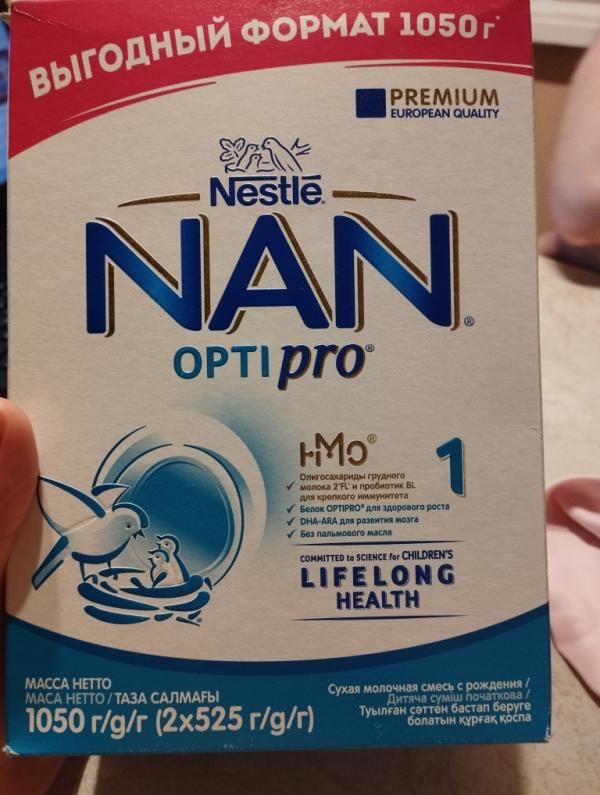 ВЫГОДНЫЙ ФОРМАТ 1050 г*
PREMIUM
EUROPEAN QUALITY
Nestlé®
NAN®
OPTI pro®
HMO®
1
Олигосахариды грудного
молока 2'FL* и пробиотик BL
для крепкого иммунитета
✓ Белок OPTIPRO® для здорового роста
✓ DHA-ARA для развития мозга
✓ Без пальмового масла
COMMITTED to SCIENCE for CHILDREN'S
LIFELONG
HEALTH
МАССА НЕТТО
МАСА НЕТТО / ТАЗА САЛМАҒЫ
1050 г/g/г (2x525 г/g/г)
Сухая молочная смесь с рождения /
Дитяча суміш початкова /
Туылған сәттен бастап беруге
болатын құрғақ қоспа